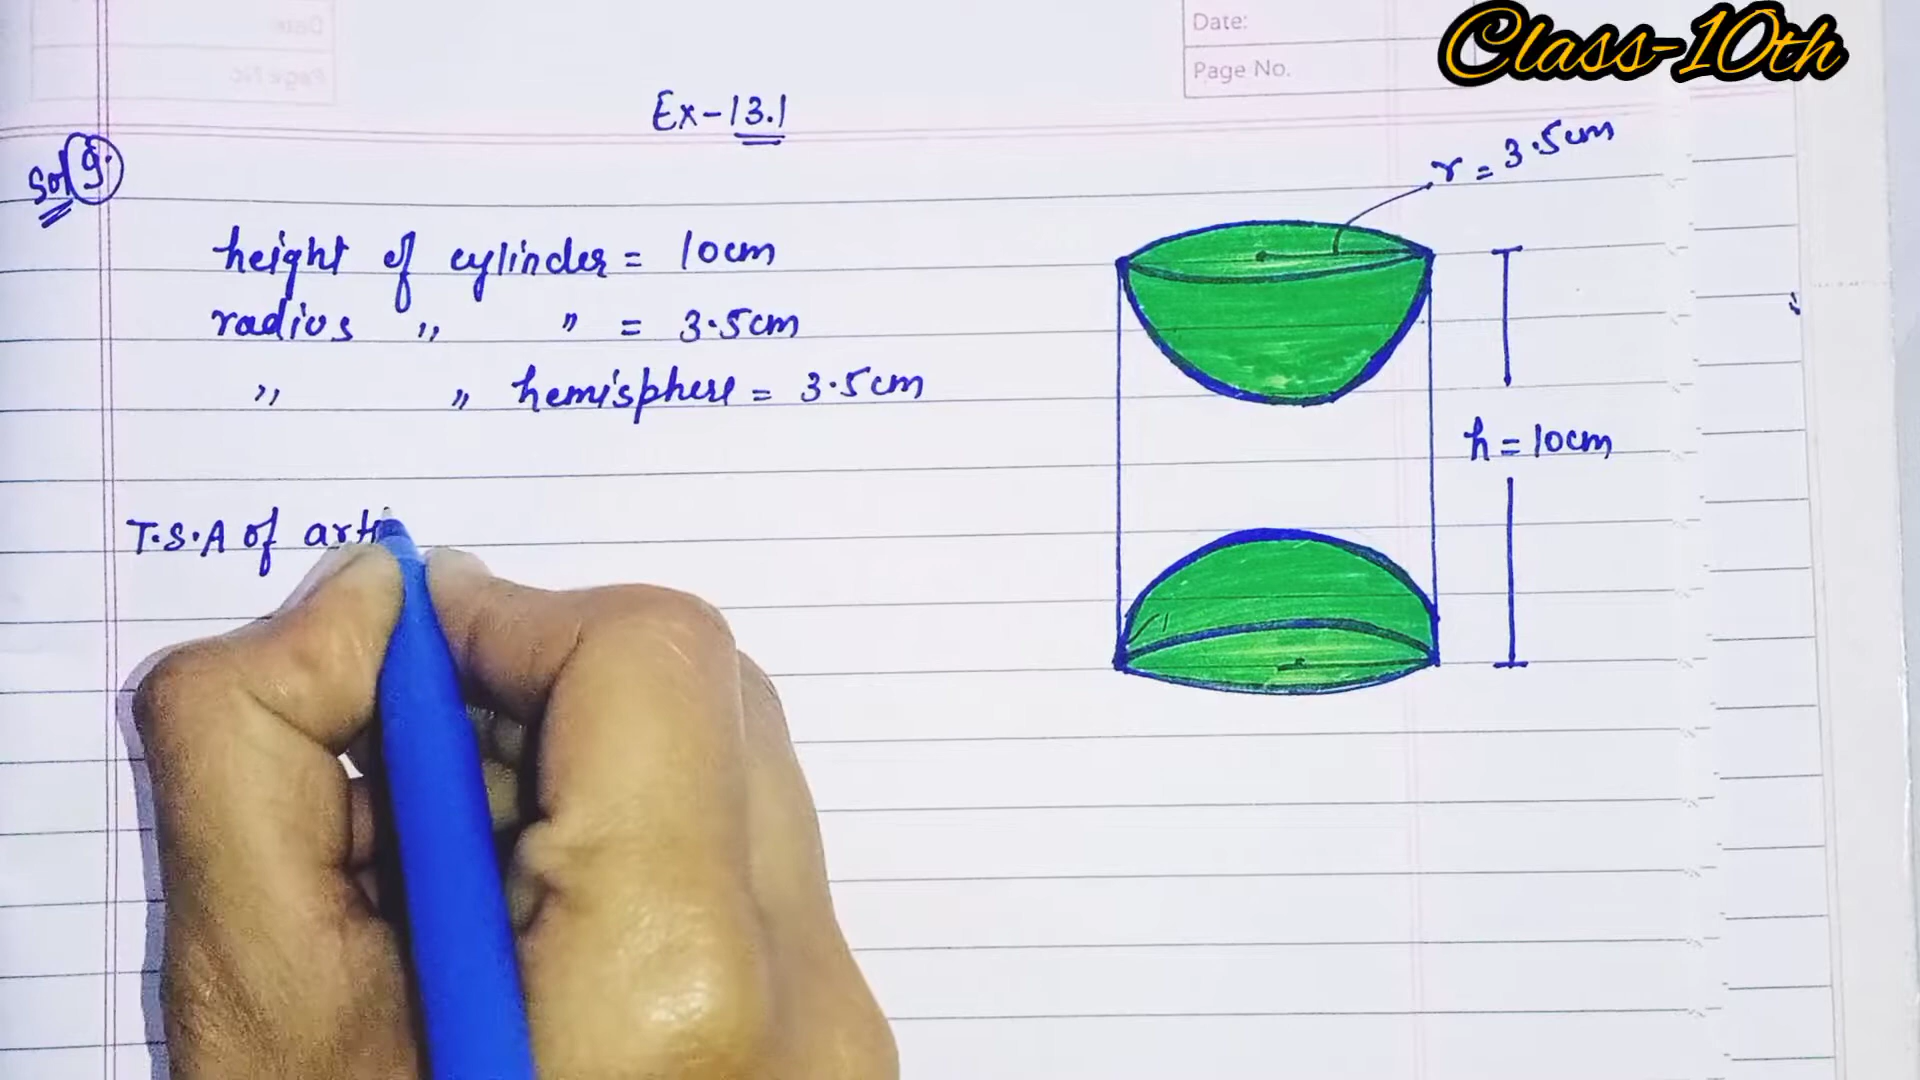 Date:
Page No.
Class-10th
Ex-13.1
Sol 9.
r = 3.5cm
height of cylinder = 10cm
radius ,, ,, = 3.5cm
,, ,, hemisphere = 3.5cm
h = 10cm
T.S.A of arti